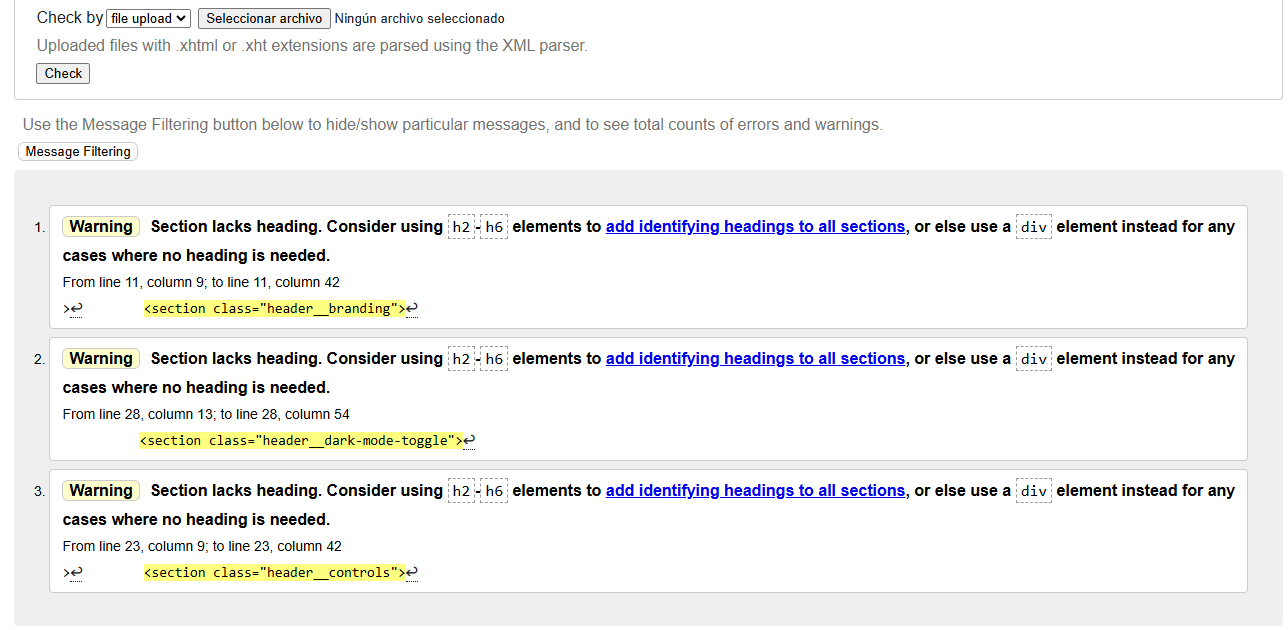 Check by file upload Seleccionar archivo Ningún archivo seleccionado
Uploaded files with .xhtml or .xht extensions are parsed using the XML parser.
Check
Use the Message Filtering button below to hide/show particular messages, and to see total counts of errors and warnings.
Message Filtering
1. Warning Section lacks heading. Consider using h2-h6 elements to add identifying headings to all sections, or else use a div element instead for any
cases where no heading is needed.
From line 11, column 9; to line 11, column 42
>↩ <section class="header__branding">↩
2. Warning Section lacks heading. Consider using h2-h6 elements to add identifying headings to all sections, or else use a div element instead for any
cases where no heading is needed.
From line 28, column 13; to line 28, column 54
<section class="header__dark-mode-toggle">↩
3. Warning Section lacks heading. Consider using h2-h6 elements to add identifying headings to all sections, or else use a div element instead for any
cases where no heading is needed.
From line 23, column 9; to line 23, column 42
>↩ <section class="header__controls">↩